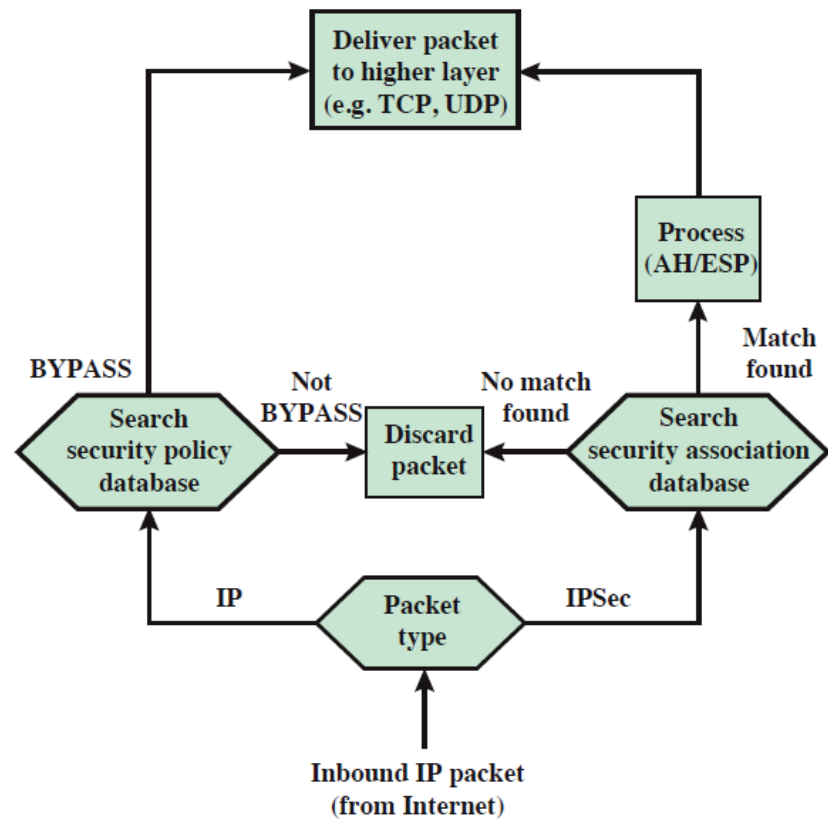 Deliver packet
to higher layer
(e.g. TCP, UDP)
Process
(AH/ESP)
BYPASS
Not
BYPASS
No match
found
Match
found
Search
security policy
database
Discard
packet
Search
security association
database
IP
Packet
type
IPSec
Inbound IP packet
(from Internet)